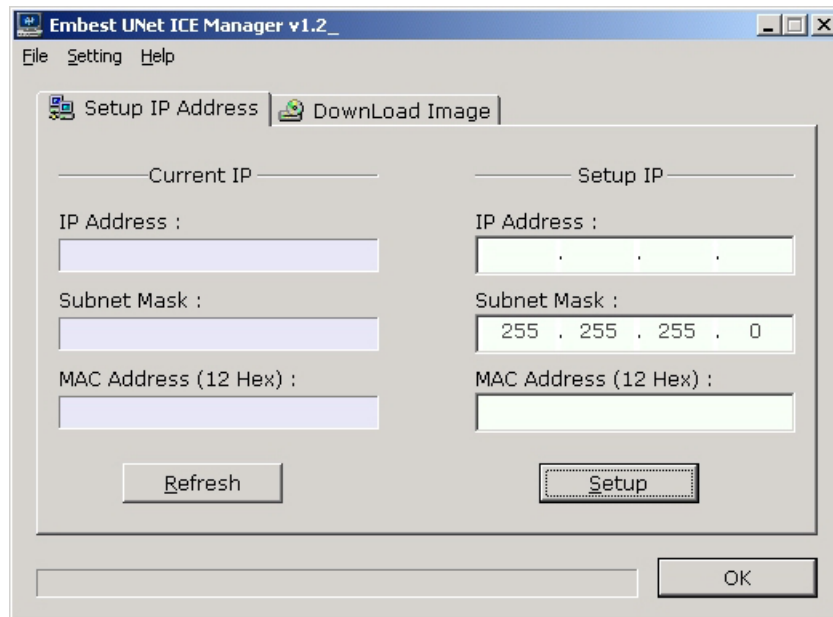 Embest UNet ICE Manager v1.2_
File Setting Help
Setup IP Address DownLoad Image
Current IP Setup IP
IP Address : IP Address :
. . .
Subnet Mask : Subnet Mask :
255 . 255 . 255 . 0
MAC Address (12 Hex) : MAC Address (12 Hex) :
Refresh Setup
OK